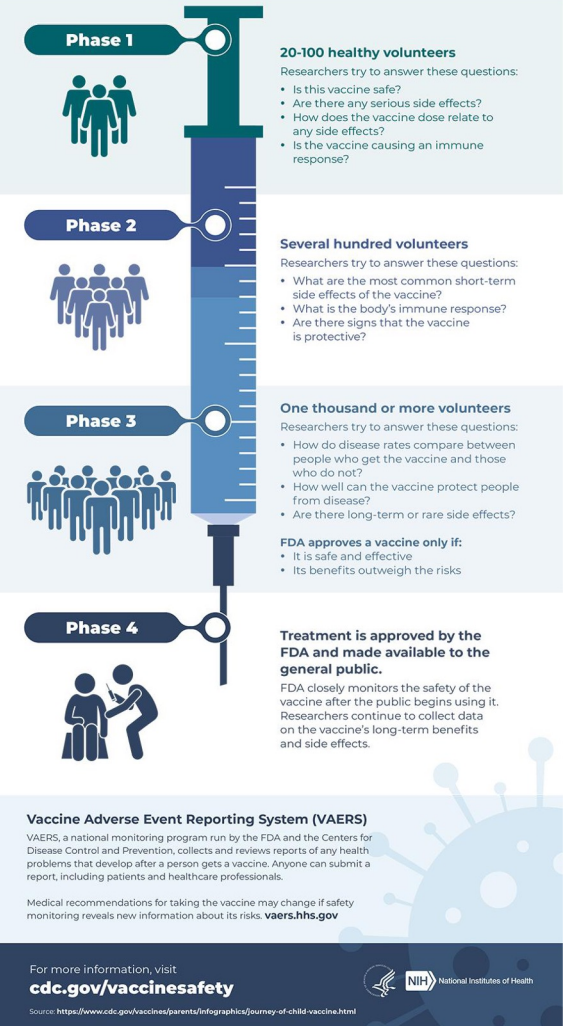 Phase 1
20-100 healthy volunteers
Researchers try to answer these questions:
• Is this vaccine safe?
• Are there any serious side effects?
• How does the vaccine dose relate to
any side effects?
• Is the vaccine causing an immune
response?
Phase 2
Several hundred volunteers
Researchers try to answer these questions:
• What are the most common short-term
side effects of the vaccine?
• What is the body's immune response?
• Are there signs that the vaccine
is protective?
Phase 3
One thousand or more volunteers
Researchers try to answer these questions:
• How do disease rates compare between
people who get the vaccine and those
who do not?
• How well can the vaccine protect people
from disease?
• Are there long-term or rare side effects?
FDA approves a vaccine only if:
• It is safe and effective
• Its benefits outweigh the risks
Phase 4
Treatment is approved by the
FDA and made available to the
general public.
FDA closely monitors the safety of the
vaccine after the public begins using it.
Researchers continue to collect data
on the vaccine's long-term benefits
and side effects.
Vaccine Adverse Event Reporting System (VAERS)
VAERS, a national monitoring program run by the FDA and the Centers for
Disease Control and Prevention, collects and reviews reports of any health
problems that develop after a person gets a vaccine. Anyone can submit a
report, including patients and healthcare professionals.
Medical recommendations for taking the vaccine may change if safety
monitoring reveals new information about its risks. vaers.hhs.gov
For more information, visit
cdc.gov/vaccinesafety
NIH National Institutes of Health
Source: https://www.cdc.gov/vaccines/parents/infographics/journey-of-child-vaccine.html